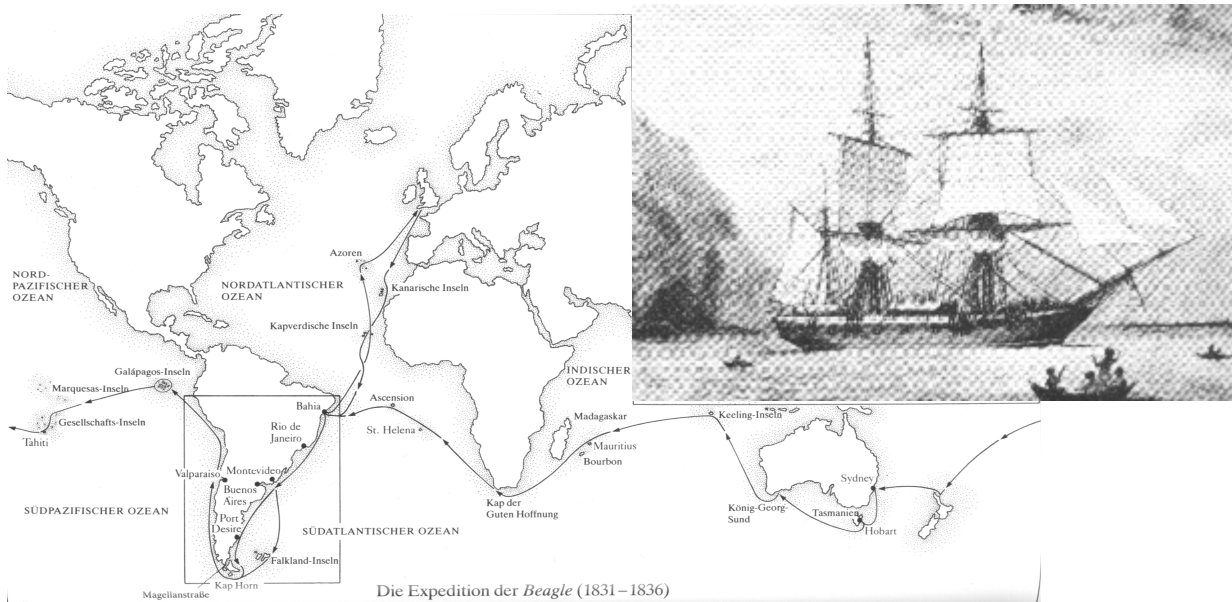 Azoren
NORD-
PAZIFISCHER
OZEAN
NORDATLANTISCHER
OZEAN
Kanarische Inseln
Kapverdische Inseln
INDISCHER
OZEAN
Galápagos-Inseln
Marquesas-Inseln
Gesellschafts-Inseln
Tahiti
Bahia
Rio de
Janeiro
Ascension
St. Helena
Madagaskar
Mauritius
Bourbon
Keeling-Inseln
Valparaiso
Montevideo
Buenos
Aires
Port
Desire
SÜDPAZIFISCHER OZEAN
SÜDATLANTISCHER OZEAN
Kap der
Guten Hoffnung
König-Georg-
Sund
Sydney
Tasmanien
Hobart
Falkland-Inseln
Kap Horn
Magellanstraße
Die Expedition der Beagle (1831–1836)